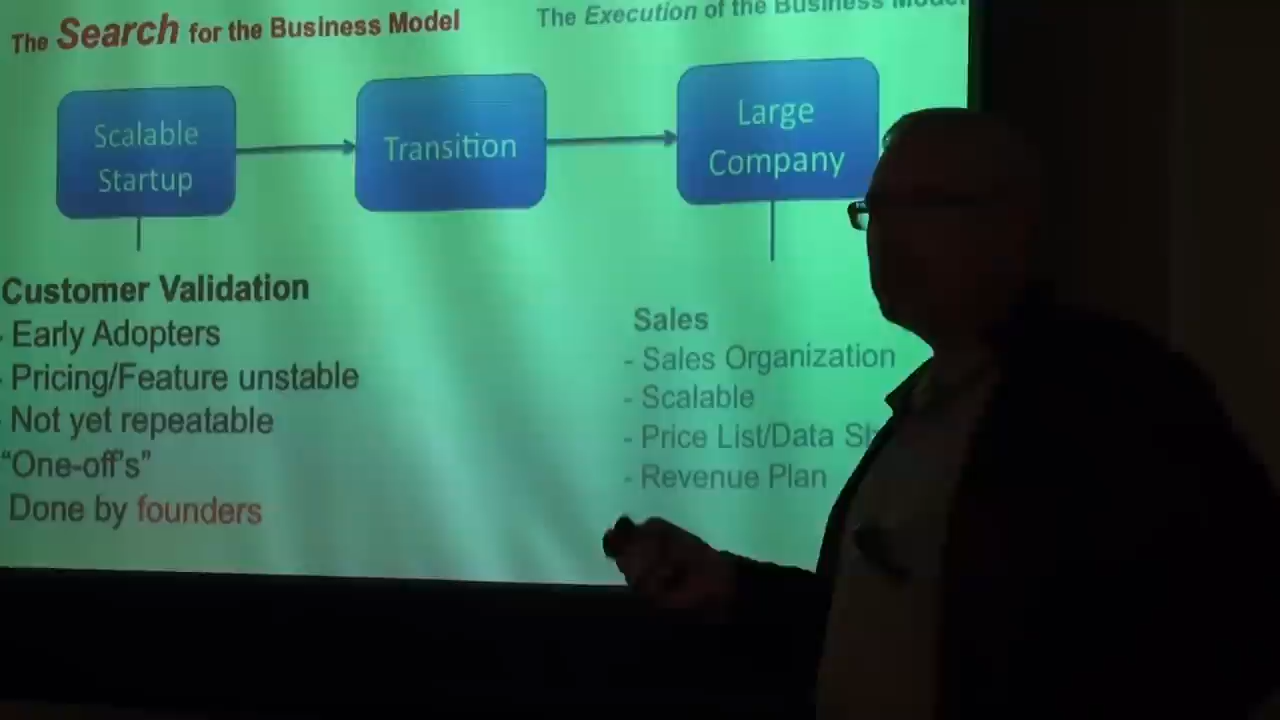 The Search for the Business Model
The Execution of the Business Model
Scalable
Startup
Transition
Large
Company
Customer Validation
- Early Adopters
- Pricing/Feature unstable
- Not yet repeatable
"One-off's"
Done by founders
Sales
- Sales Organization
- Scalable
- Price List/Data
- Revenue Plan